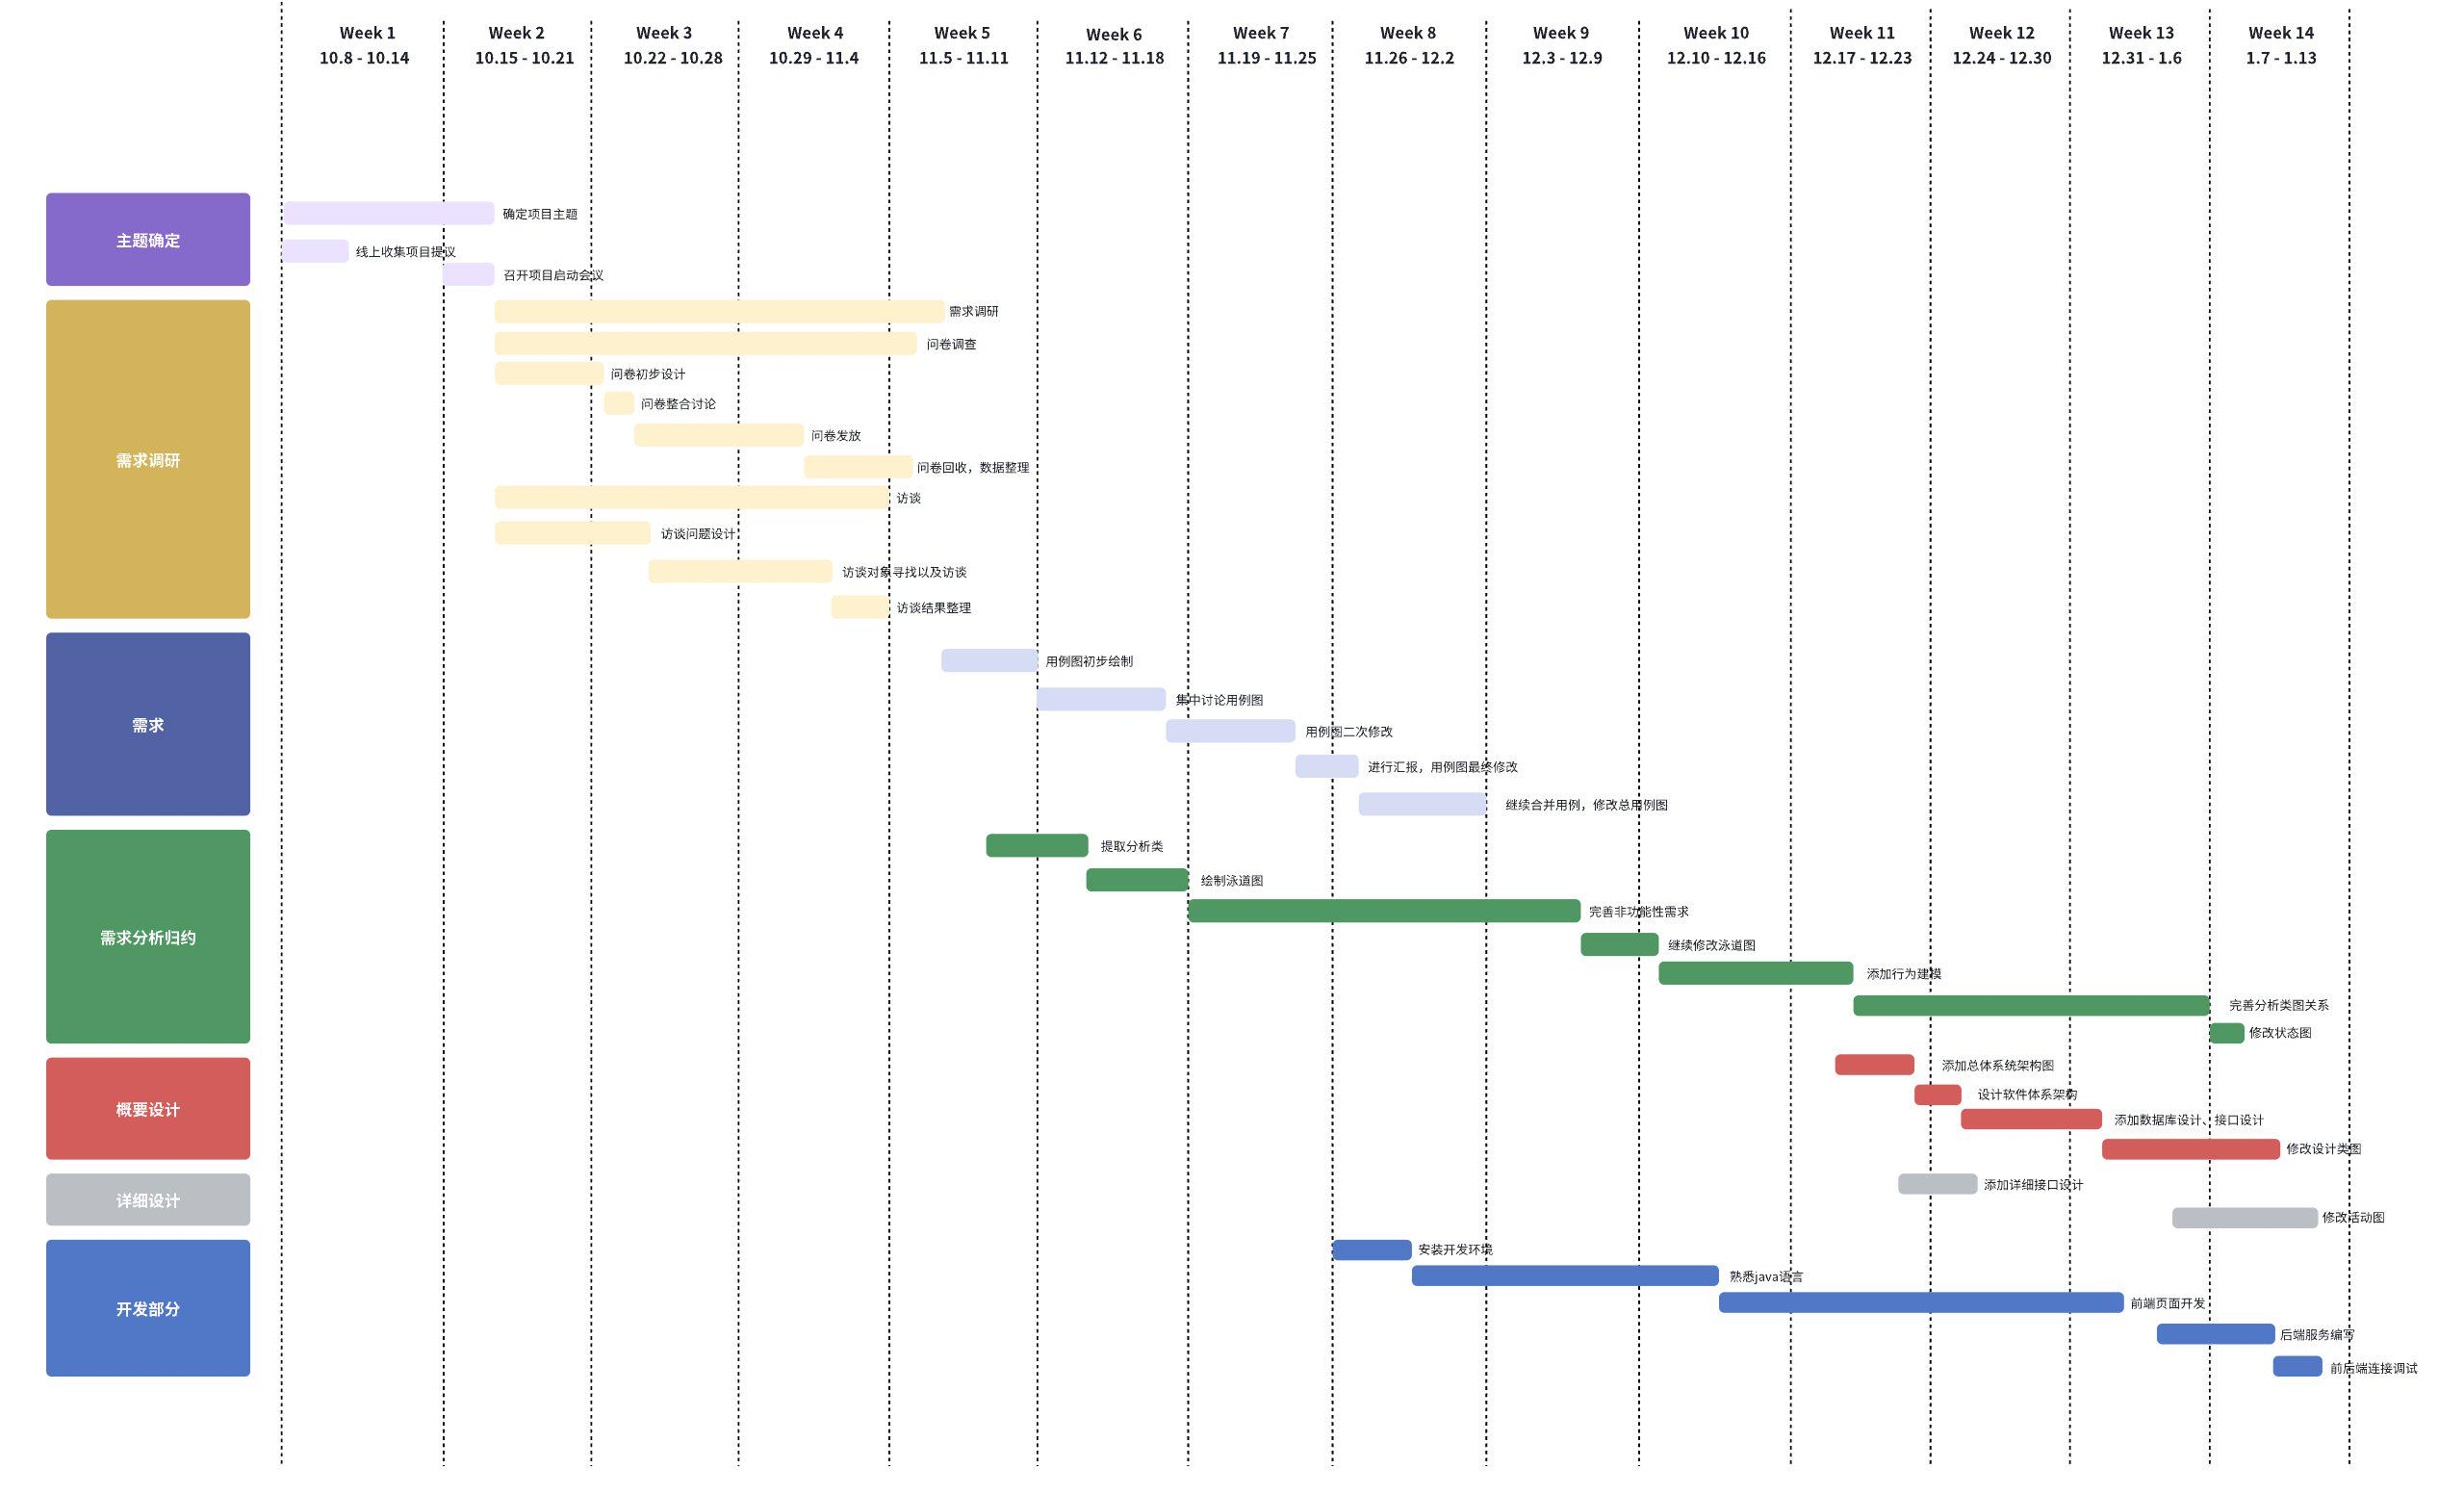 Week 1
10.8 - 10.14
Week 2
10.15 - 10.21
Week 3
10.22 - 10.28
Week 4
10.29 - 11.4
Week 5
11.5 - 11.11
Week 6
11.12 - 11.18
Week 7
11.19 - 11.25
Week 8
11.26 - 12.2
Week 9
12.3 - 12.9
Week 10
12.10 - 12.16
Week 11
12.17 - 12.23
Week 12
12.24 - 12.30
Week 13
12.31 - 1.6
Week 14
1.7 - 1.13
主题确定
确定项目主题
线上收集项目提议
召开项目启动会议
需求调研
需求调研
问卷调查
问卷初步设计
问卷整合讨论
问卷发放
问卷回收，数据整理
访谈
访谈问题设计
访谈对象寻找以及访谈
访谈结果整理
需求
用例图初步绘制
集中讨论用例图
用例图二次修改
进行汇报，用例图最终修改
继续合并用例，修改总用例图
需求分析归约
提取分析类
绘制泳道图
完善非功能性需求
继续修改泳道图
添加行为建模
完善分析类图关系
修改状态图
概要设计
添加总体系统架构图
设计软件体系架构
添加数据库设计、接口设计
修改设计类图
详细设计
添加详细接口设计
修改活动图
开发部分
安装开发环境
熟悉java语言
前端页面开发
后端服务编写
前后端连接调试